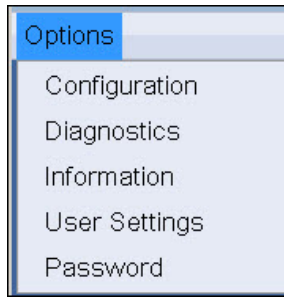 Options
Configuration
Diagnostics
Information
User Settings
Password